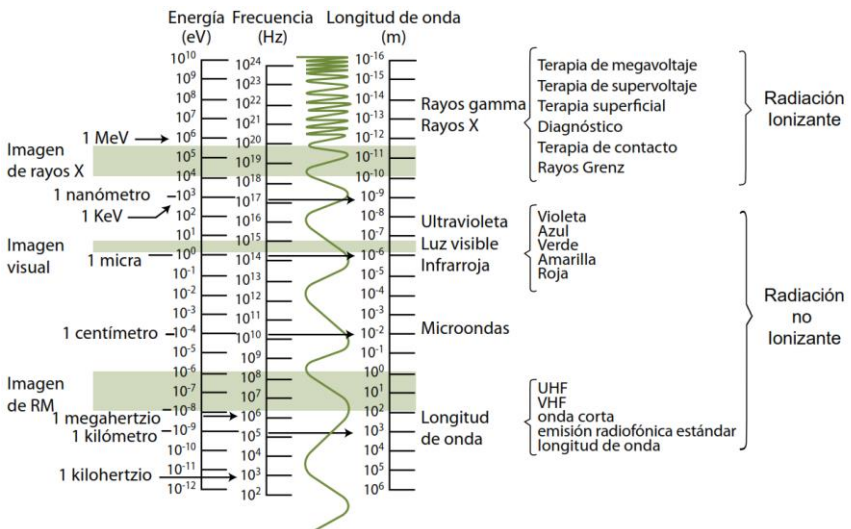 Energía
(eV)
Frecuencia
(Hz)
Longitud de onda
(m)
10^10
10^9
10^8
10^7
10^6
10^5
10^4
10^3
10^2
10^1
10^0
10^-1
10^-2
10^-3
10^-4
10^-5
10^-6
10^-7
10^-8
10^-9
10^-10
10^-11
10^-12
10^24
10^23
10^22
10^21
10^20
10^19
10^18
10^17
10^16
10^15
10^14
10^13
10^12
10^11
10^10
10^9
10^8
10^7
10^6
10^5
10^4
10^3
10^2
10^-16
10^-15
10^-14
10^-13
10^-12
10^-11
10^-10
10^-9
10^-8
10^-7
10^-6
10^-5
10^-4
10^-3
10^-2
10^-1
10^0
10^1
10^2
10^3
10^4
10^5
10^6
1 MeV
Imagen
de rayos X
1 nanómetro
1 KeV
Imagen
visual
1 micra
1 centímetro
Imagen
de RM
1 megahertzio
1 kilómetro
1 kilohertzio
Rayos gamma
Rayos X
Terapia de megavoltaje
Terapia de supervoltaje
Terapia superficial
Diagnóstico
Terapia de contacto
Rayos Grenz
Radiación
Ionizante
Ultravioleta
Luz visible
Infrarroja
Violeta
Azul
Verde
Amarilla
Roja
Microondas
Radiación
no
Ionizante
Longitud
de onda
UHF
VHF
onda corta
emisión radiofónica estándar
longitud de onda